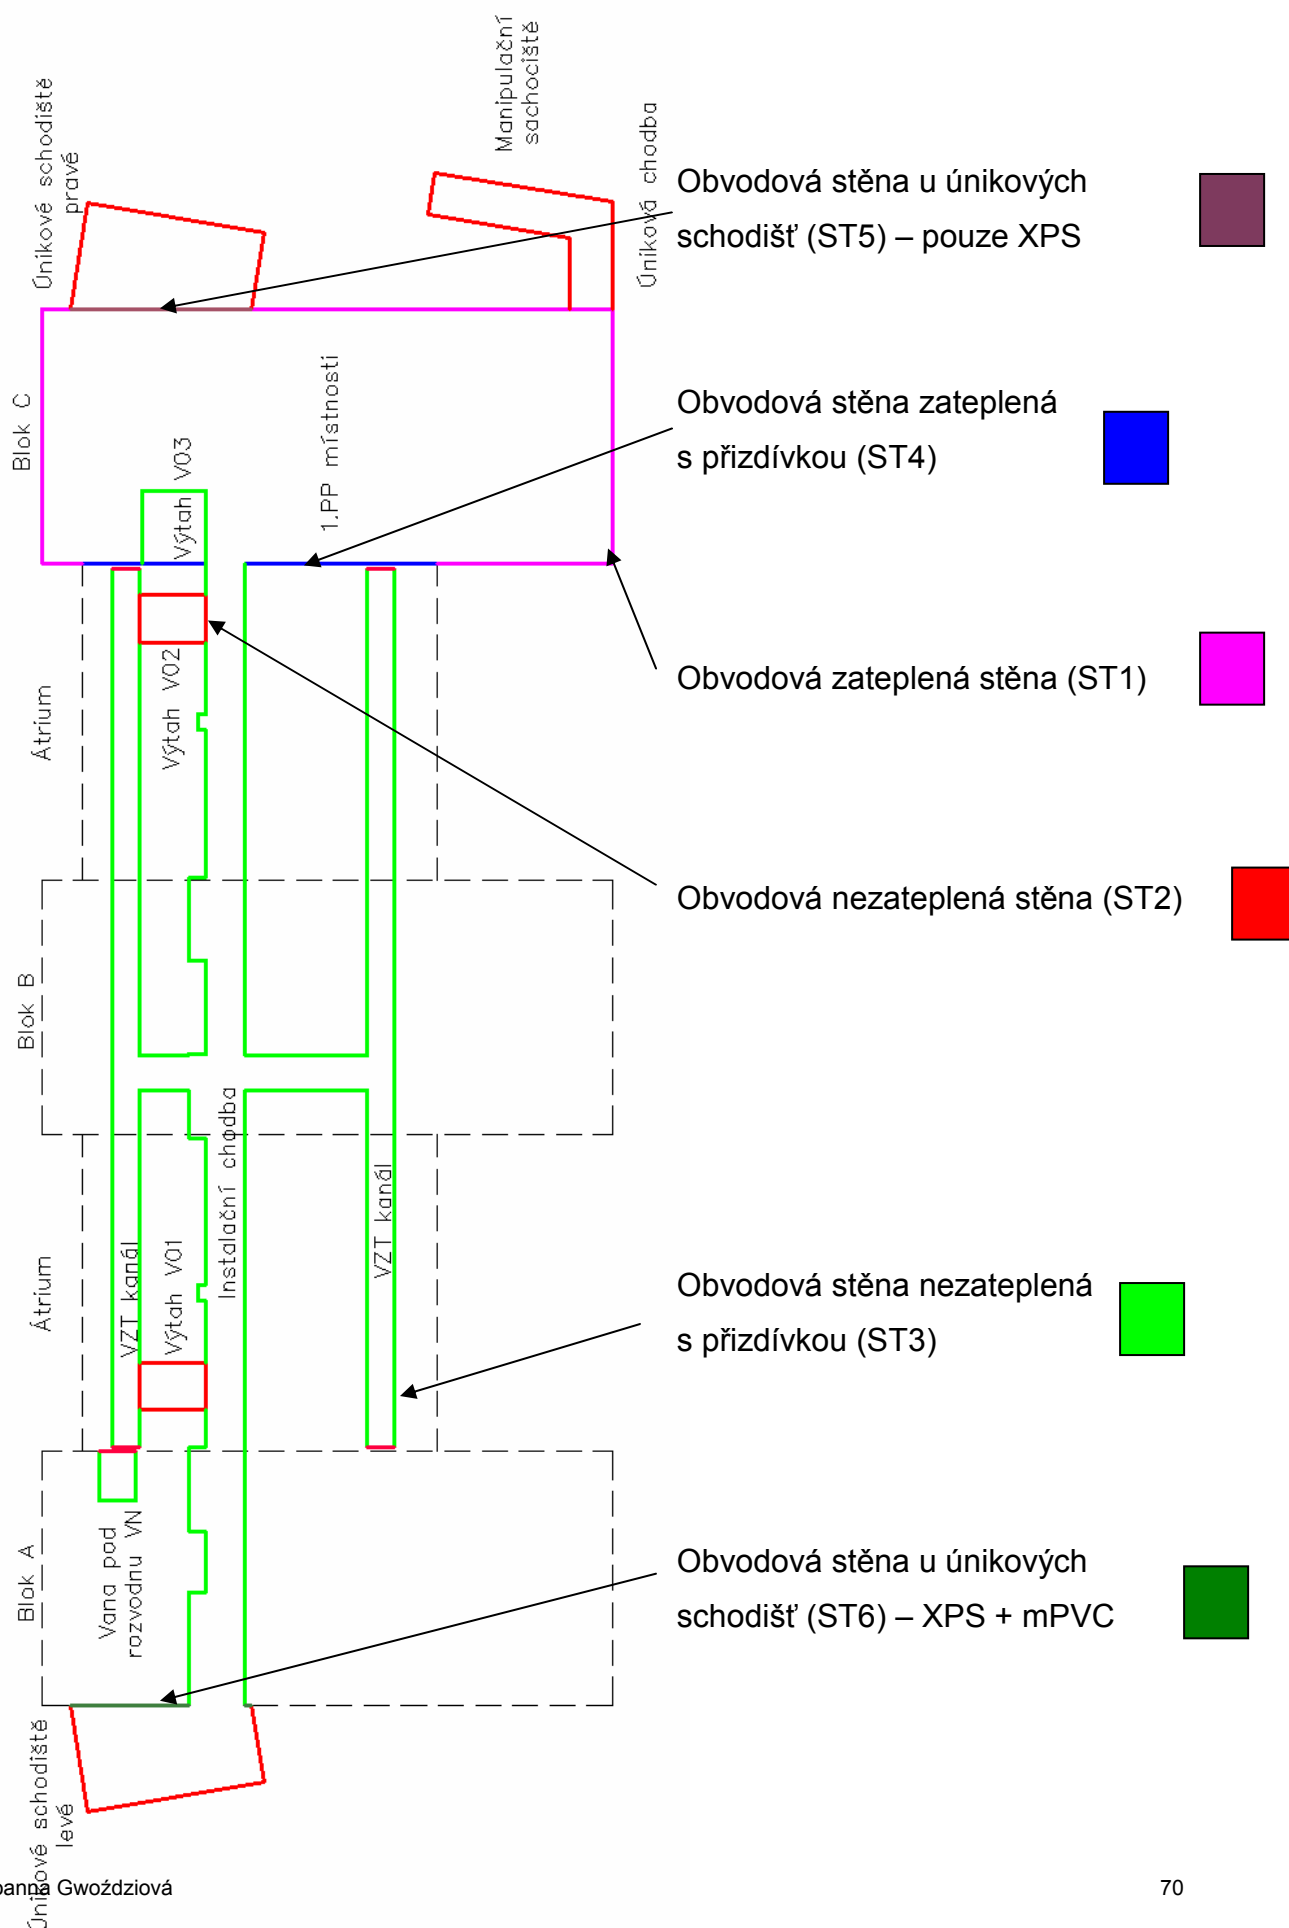 Únikové schodiště
pravé
Manipulační
sachociště
Úniková chodba
Obvodová stěna u únikových
schodišť (ST5) – pouze XPS
Blok C
Výtah V03
1.PP místnosti
Obvodová stěna zateplená
s přizdívkou (ST4)
Átrium
Výtah V02
Obvodová zateplená stěna (ST1)
Obvodová nezateplená stěna (ST2)
Blok B
Instalační chodba
Átrium
VZT kanál
Výtah V01
VZT kanál
Obvodová stěna nezateplená
s přizdívkou (ST3)
Blok A
Vana pod
rozvodnu VN
Obvodová stěna u únikových
schodišť (ST6) – XPS + mPVC
Únikové schodiště
levé
Gwoździová
70